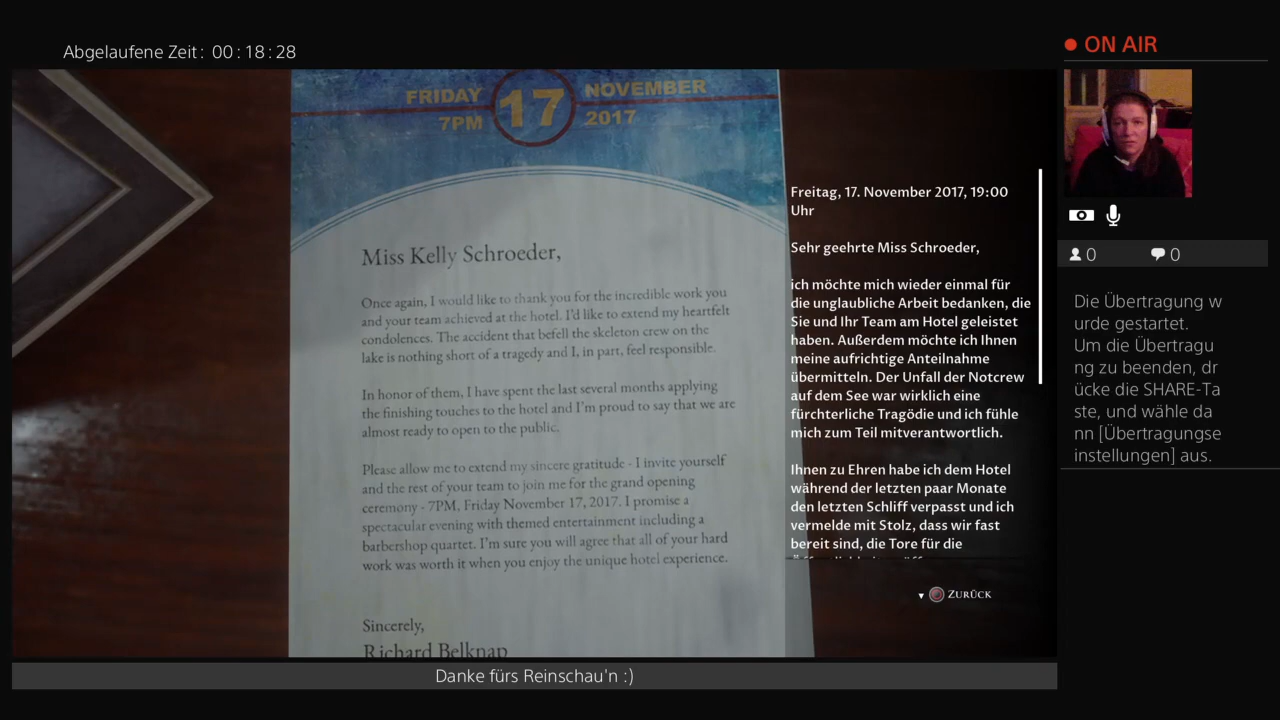 Abgelaufene Zeit: 00:18:28
ON AIR
FRIDAY
7PM
17
NOVEMBER
2017
Miss Kelly Schroeder,
Once again, I would like to thank you for the incredible work you
and your team achieved at the hotel. I'd like to extend my heartfelt
condolences. The accident that befell the skeleton crew on the
lake is nothing short of a tragedy and I, in part, feel responsible.
In honor of them, I have spent the last several months applying
the finishing touches to the hotel and I'm proud to say that we are
almost ready to open to the public.
Please allow me to extend my sincere gratitude - I invite yourself
and the rest of your team to join me for the grand opening
ceremony - 7PM, Friday November 17, 2017. I promise a
spectacular evening with themed entertainment including a
barbershop quartet. I'm sure you will agree that all of your hard
work was worth it when you enjoy the unique hotel experience.
Sincerely,
Richard Belknap
Freitag, 17. November 2017, 19:00
Uhr
Sehr geehrte Miss Schroeder,
ich möchte mich wieder einmal für
die unglaubliche Arbeit bedanken, die
Sie und Ihr Team am Hotel geleistet
haben. Außerdem möchte ich Ihnen
meine aufrichtige Anteilnahme
übermitteln. Der Unfall der Notcrew
auf dem See war wirklich eine
fürchterliche Tragödie und ich fühle
mich zum Teil mitverantwortlich.
Ihnen zu Ehren habe ich dem Hotel
während der letzten paar Monate
den letzten Schliff verpasst und ich
vermelde mit Stolz, dass wir fast
bereit sind, die Tore für die
ZURÜCK
0
0
Die Übertragung w
urde gestartet.
Um die Übertragu
ng zu beenden, dr
ücke die SHARE-Ta
ste, und wähle da
nn [Übertragungse
instellungen] aus.
Danke fürs Reinschau'n :)